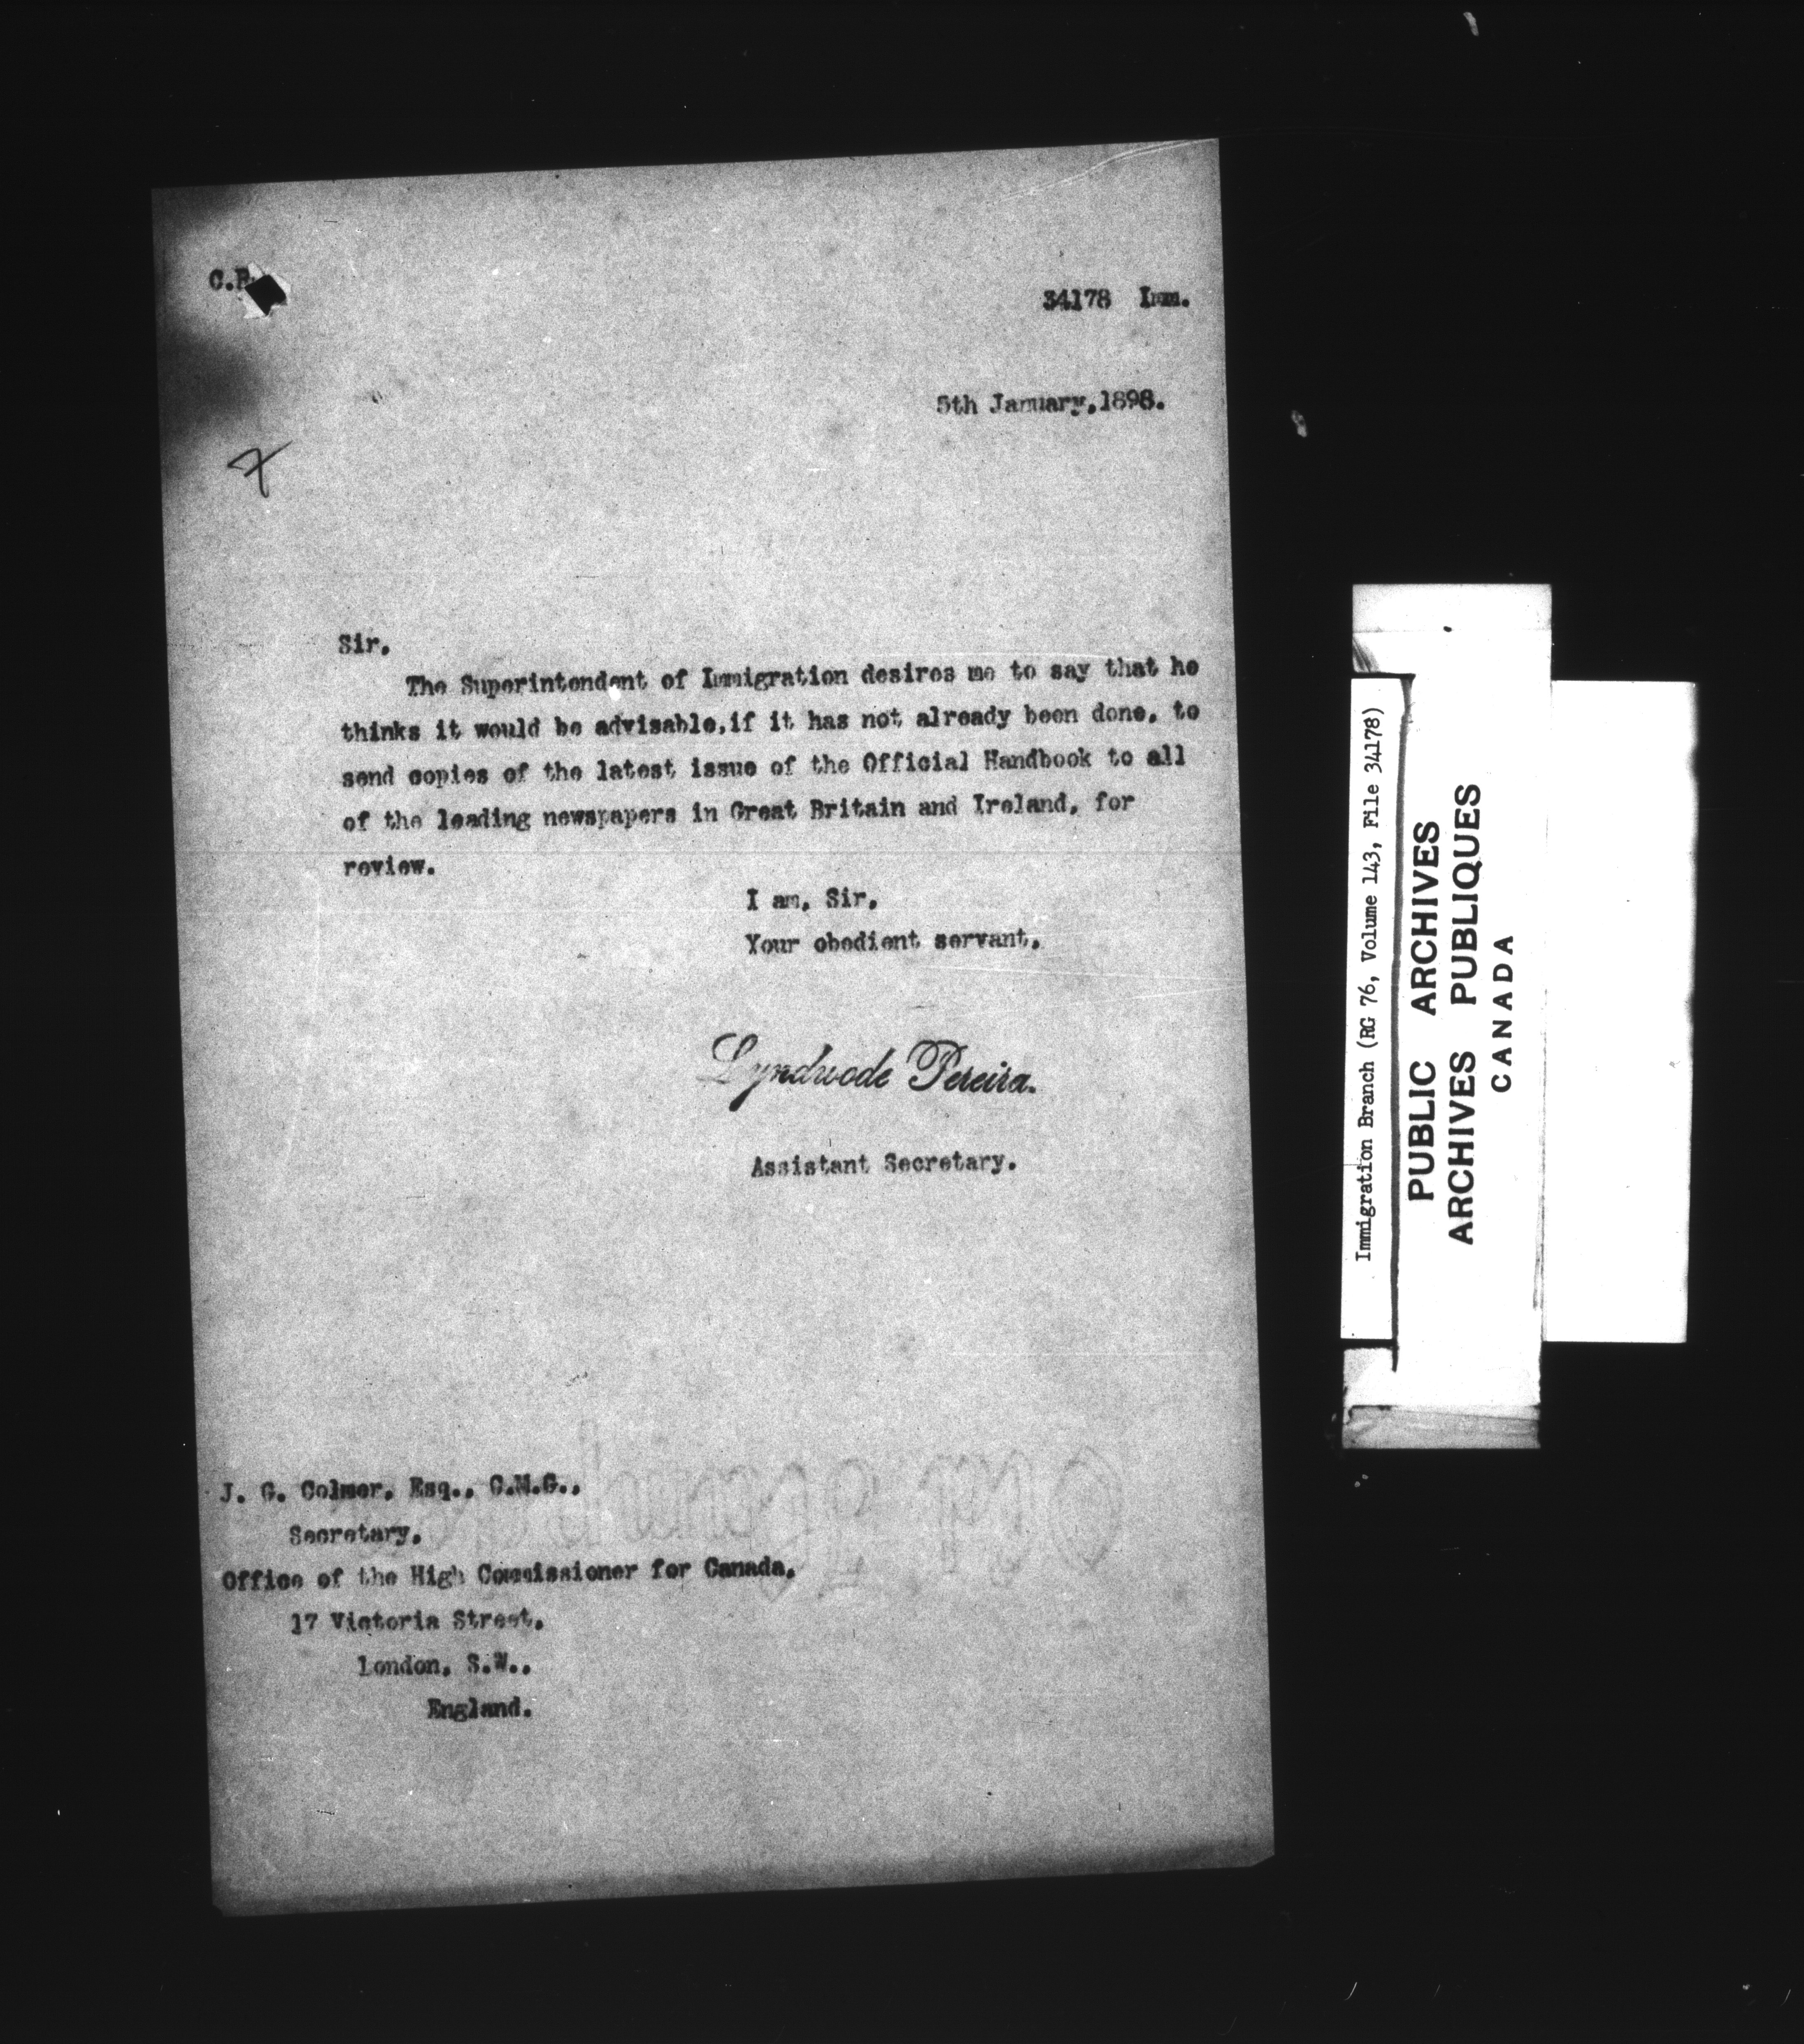 C.P.
34178 Imm.
5th January, 1898.
Sir,
The Superintendent of Immigration desires me to say that he
thinks it would be advisable, if it has not already been done, to
send copies of the latest issue of the Official Handbook to all
of the leading newspapers in Great Britain and Ireland, for
review.
I am, Sir,
Your obedient servant,
Lyndwode Pereira.
Assistant Secretary.
J. G. Colmer, Esq., C.M.G.,
Secretary,
Office of the High Commissioner for Canada,
17 Victoria Street,
London, S.W.,
England.
Immigration Branch (RG 76, Volume 143, File 34178)
PUBLIC ARCHIVES
ARCHIVES PUBLIQUES
CANADA